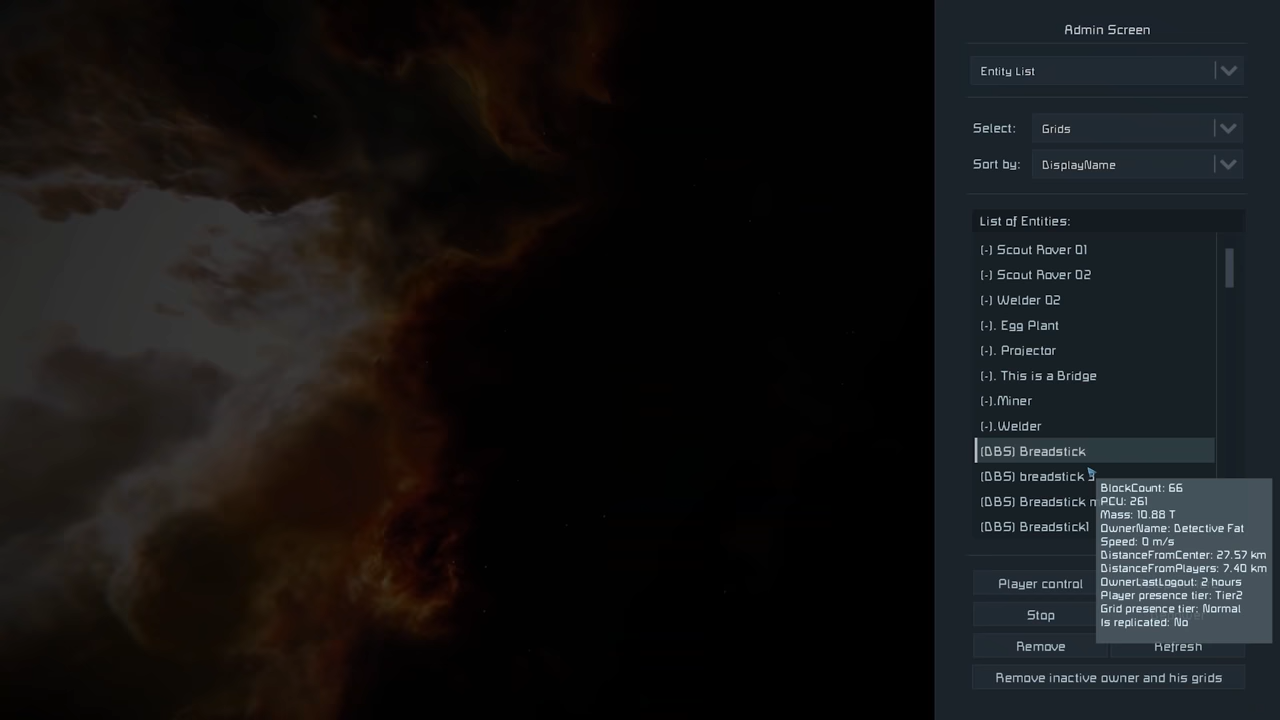 Admin Screen
Entity List
Select: Grids
Sort by: DisplayName
List of Entities:
(-) Scout Rover 01
(-) Scout Rover 02
(-) Welder 02
(-). Egg Plant
(-). Projector
(-). This is a Bridge
(-).Miner
(-).Welder
(DBS) Breadstick
(DBS) breadstick
(DBS) Breadstick
(DBS) Breadstick1
BlockCount: 66
PCU: 261
Mass: 10.88 T
OwnerName: Detective Fat
Speed: 0 m/s
DistanceFromCenter: 27.57 km
DistanceFromPlayers: 7.40 km
OwnerLastLogout: 2 hours
Player presence tier: Tier2
Grid presence tier: Normal
Is replicated: No
Player control
Stop
Remove Refresh
Remove inactive owner and his grids